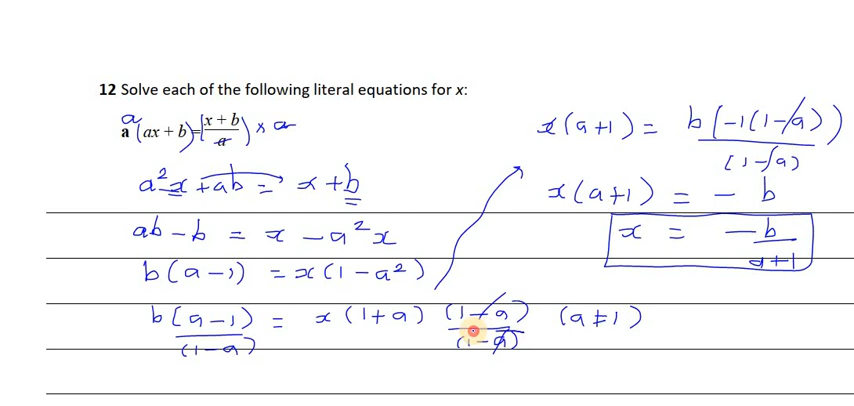 12 Solve each of the following literal equations for x:
a (ax + b) = (x + b / a) × a
a²x + ab = x + b
ab - b = x - a²x
b(a - 1) = x(1 - a²)
b(a - 1) / (1 - a) = x(1 + a) (1 - a) / (1 - a) (a ≠ 1)
x(a + 1) = b(-1(1 - a)) / (1 - a)
x(a + 1) = - b
x = - b / a + 1